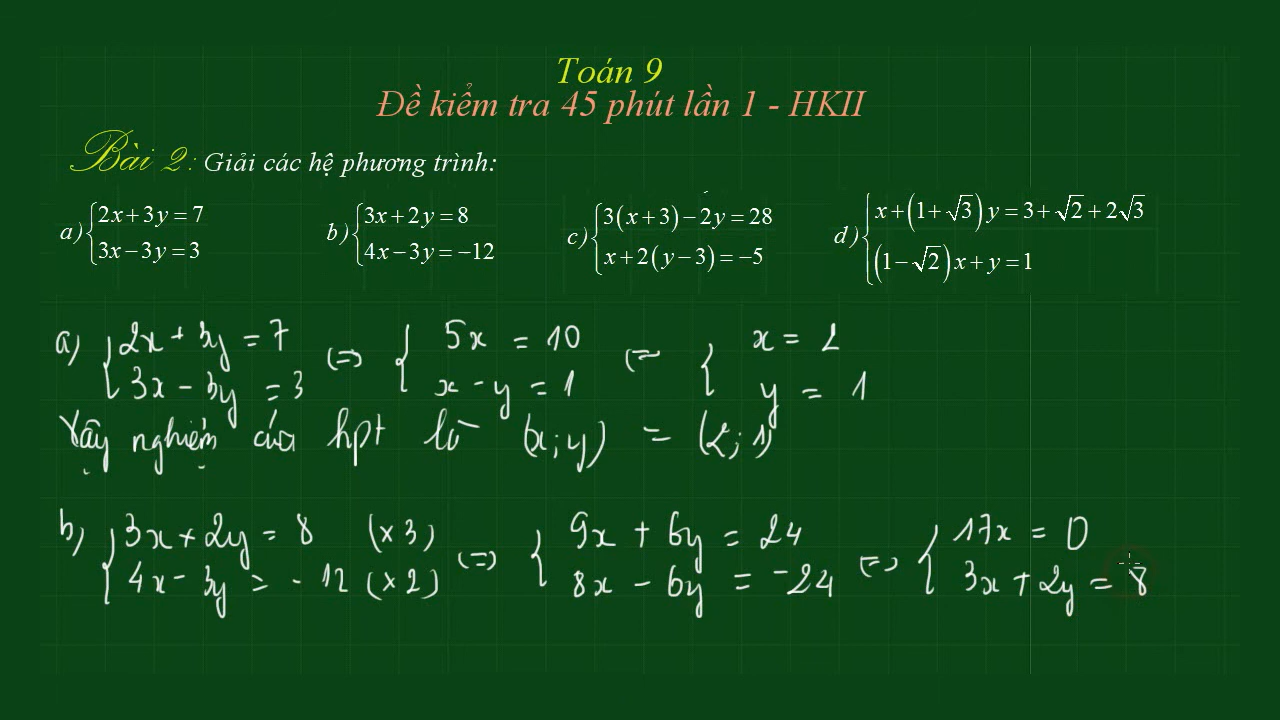 Toán 9
Đề kiểm tra 45 phút lần 1 - HKII
Bài 2: Giải các hệ phương trình:
a) {2x+3y=7 b) {3x+2y=8 c) {3(x+3)−2y=28 d) {x+(1+√3)y=3+√2+2√3
3x−3y=3 4x−3y=−12 x+2(y−3)=−5 (1−√2)x+y=1
a) {2x + 3y = 7 (=) {5x = 10 (= {x = 2
3x − 3y = 3 x − y = 1 y = 1
Vậy nghiệm của hpt là (x; y) = (2; 1)
b) {3x + 2y = 8 (×3) (=) {9x + 6y = 24 (=) {17x = 0
4x − 3y = −12 (×2) 8x − 6y = −24 3x + 2y = 8